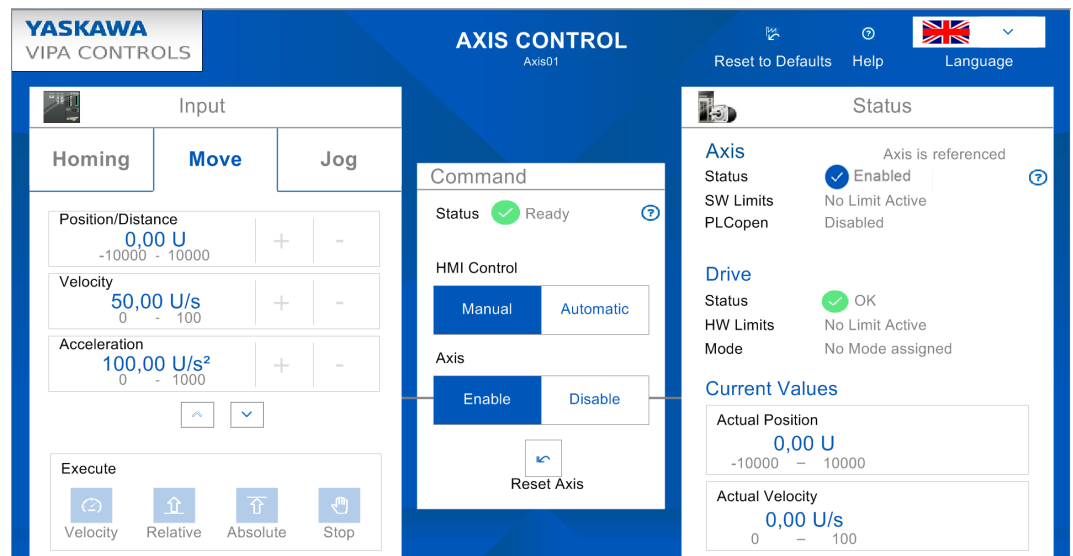 YASKAWA
VIPA CONTROLS
AXIS CONTROL
Axis01
Reset to Defaults
Help
Language
Input
Homing
Move
Jog
Position/Distance
0,00 U
-10000 - 10000
+ -
Velocity
50,00 U/s
0 - 100
+ -
Acceleration
100,00 U/s²
0 - 1000
+ -
Execute
Velocity
Relative
Absolute
Stop
Command
Status Ready
HMI Control
Manual Automatic
Axis
Enable Disable
Reset Axis
Status
Axis
Axis is referenced
Status Enabled
SW Limits No Limit Active
PLCopen Disabled
Drive
Status OK
HW Limits No Limit Active
Mode No Mode assigned
Current Values
Actual Position
0,00 U
-10000 – 10000
Actual Velocity
0,00 U/s
0 – 100